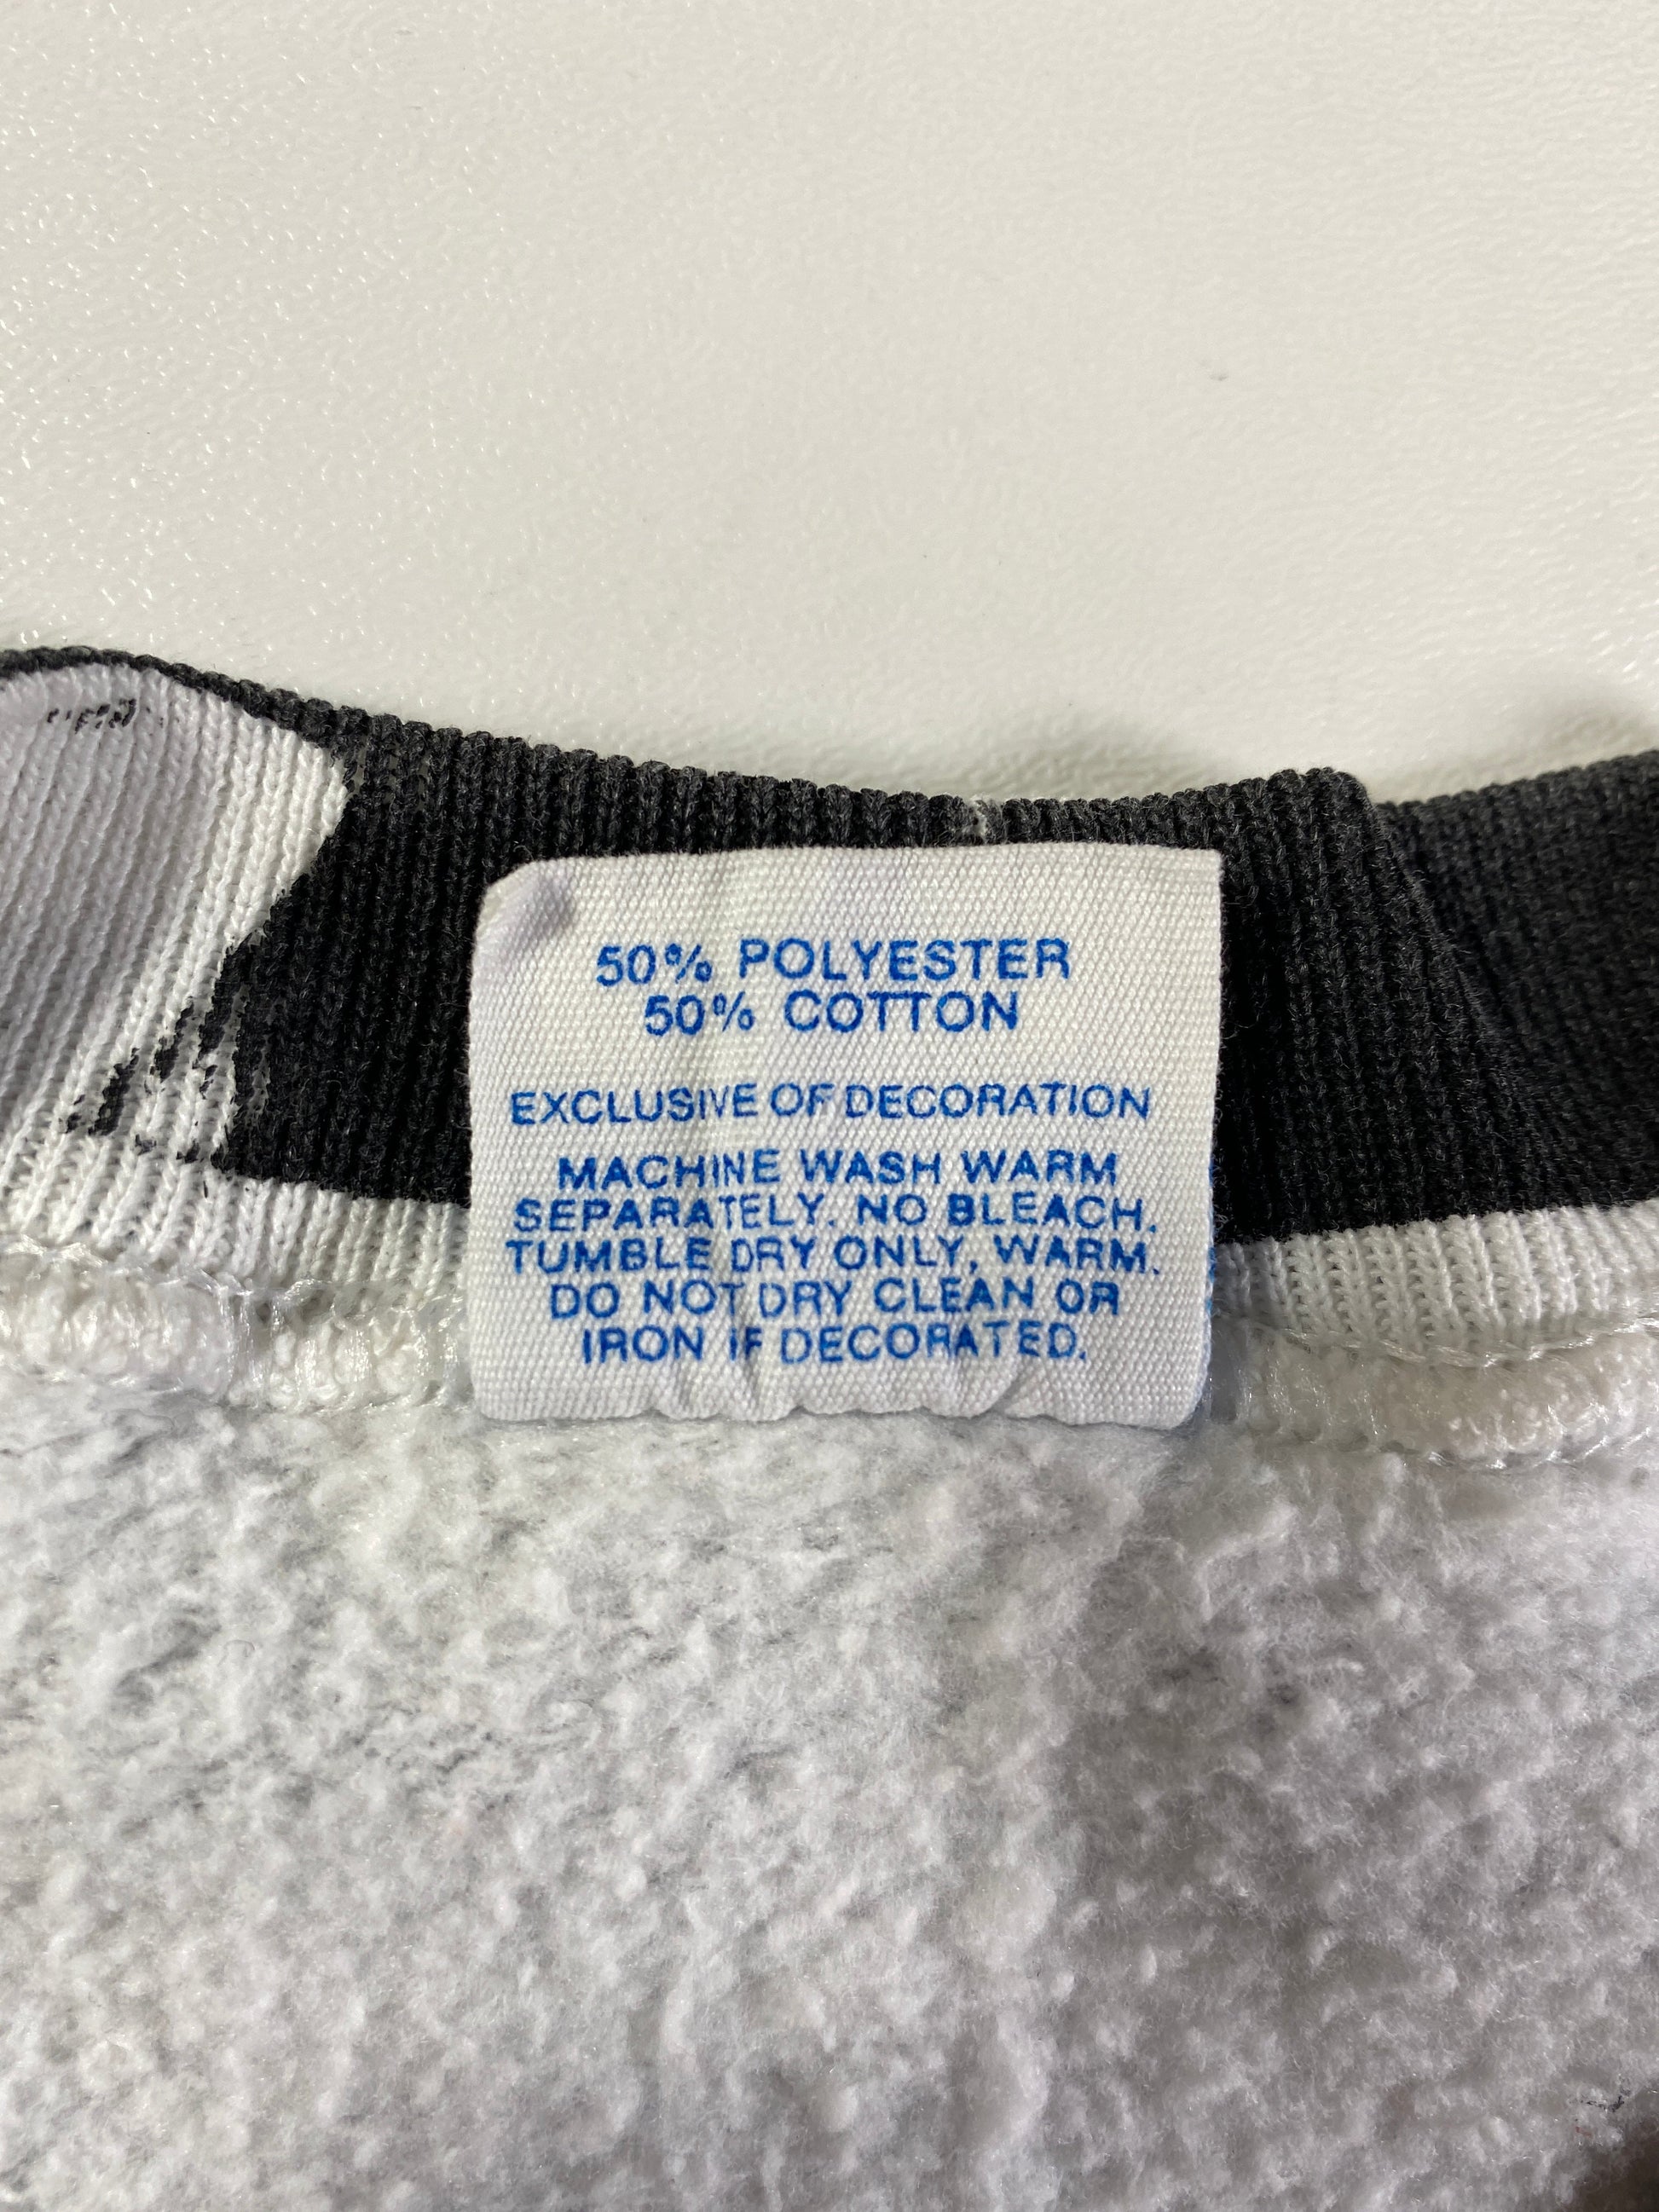 50% POLYESTER
50% COTTON
EXCLUSIVE OF DECORATION
MACHINE WASH WARM
SEPARATELY. NO BLEACH.
TUMBLE DRY ONLY, WARM.
DO NOT DRY CLEAN OR
IRON IF DECORATED.